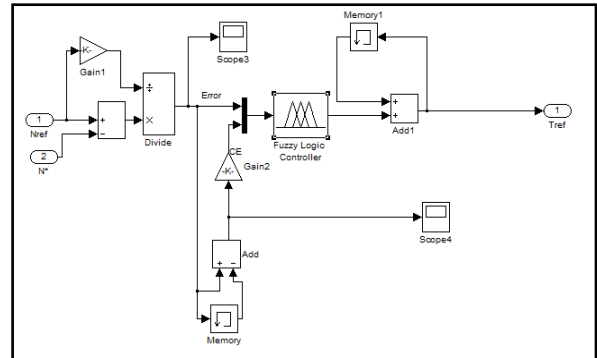 Memory1
-K-
Scope3
Gain1
Error
1
Nref
÷
×
Divide
+
−
2
N*
+
+
Add1
1
Tref
Fuzzy Logic
Controller
CE
-K-
Gain2
Scope4
Add
+ −
Memory